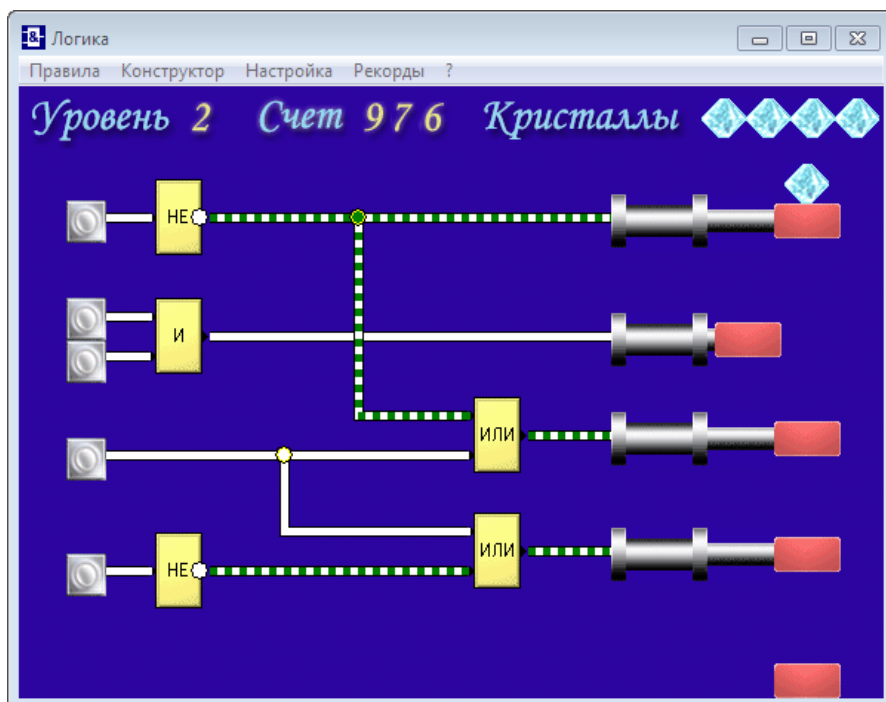 Логика
Правила Конструктор Настройка Рекорды ?
Уровень 2 Счет 976 Кристаллы
НЕ
И
ИЛИ
ИЛИ
НЕ